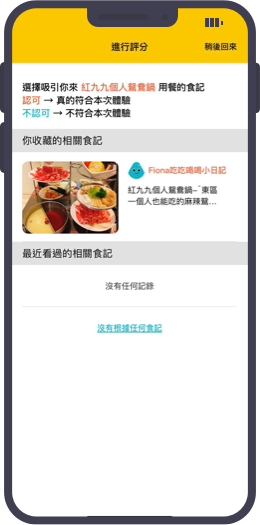 進行評分
稍後回來
選擇吸引你來 紅九九個人鴛鴦鍋 用餐的食記
認可 → 真的符合本次體驗
不認可 → 不符合本次體驗
你收藏的相關食記
Fiona吃吃喝喝小日記
紅九九個人鴛鴦鍋~ˇ東區
一個人也能吃的麻辣鴛...
最近看過的相關食記
沒有任何記錄
沒有根據任何食記